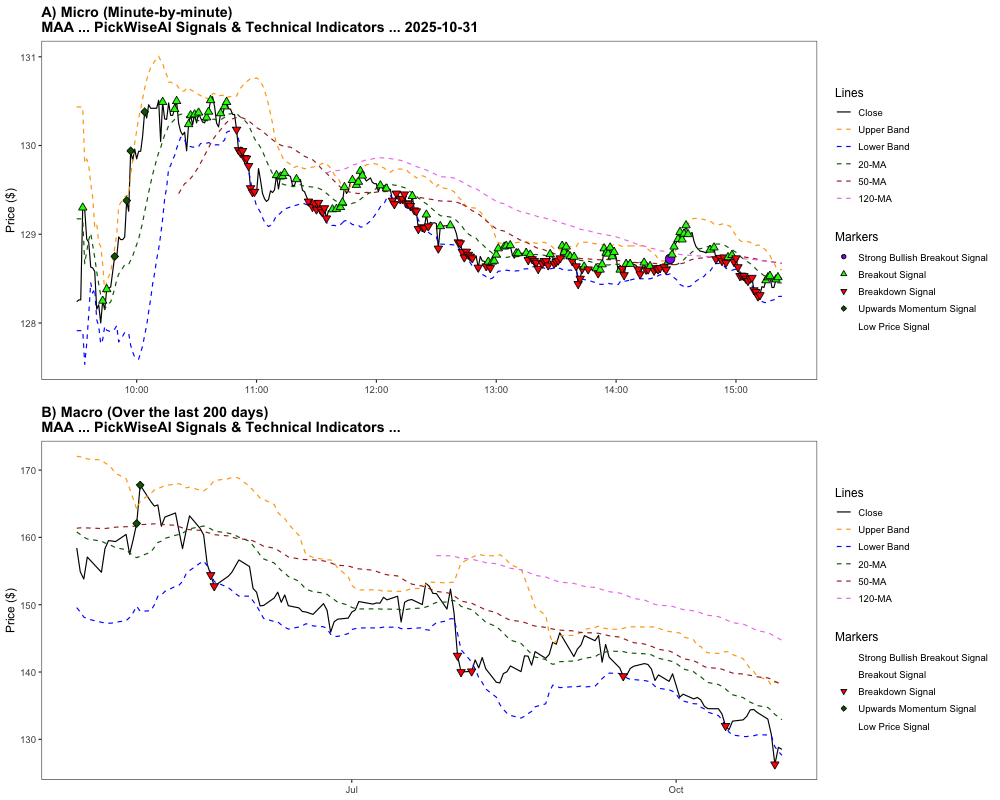 A) Micro (Minute-by-minute)
MAA ... PickWiseAI Signals & Technical Indicators ... 2025-10-31
Price ($)
131
130
129
128
10:00
11:00
12:00
13:00
14:00
15:00
Lines
Close
Upper Band
Lower Band
20-MA
50-MA
120-MA
Markers
Strong Bullish Breakout Signal
Breakout Signal
Breakdown Signal
Upwards Momentum Signal
Low Price Signal
B) Macro (Over the last 200 days)
MAA ... PickWiseAI Signals & Technical Indicators ...
Price ($)
170
160
150
140
130
Jul
Oct
Lines
Close
Upper Band
Lower Band
20-MA
50-MA
120-MA
Markers
Strong Bullish Breakout Signal
Breakout Signal
Breakdown Signal
Upwards Momentum Signal
Low Price Signal